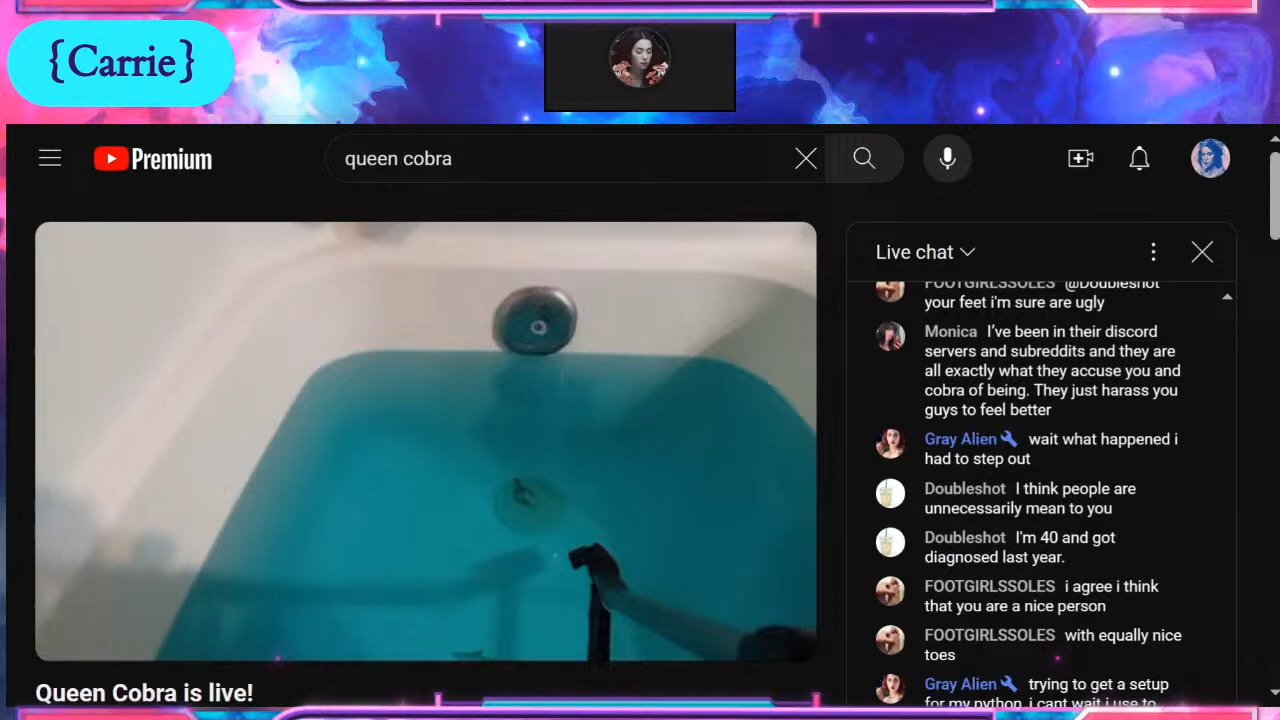 {Carrie}
Premium
queen cobra
Live chat
FOOTGIRLSSOLES @Doubleshot
your feet i'm sure are ugly
Monica I've been in their discord
servers and subreddits and they are
all exactly what they accuse you and
cobra of being. They just harass you
guys to feel better
Gray Alien wait what happened i
had to step out
Doubleshot I think people are
unnecessarily mean to you
Doubleshot I'm 40 and got
diagnosed last year.
FOOTGIRLSSOLES i agree i think
that you are a nice person
FOOTGIRLSSOLES with equally nice
toes
Gray Alien trying to get a setup
for my python, i cant wait i use to
Queen Cobra is live!